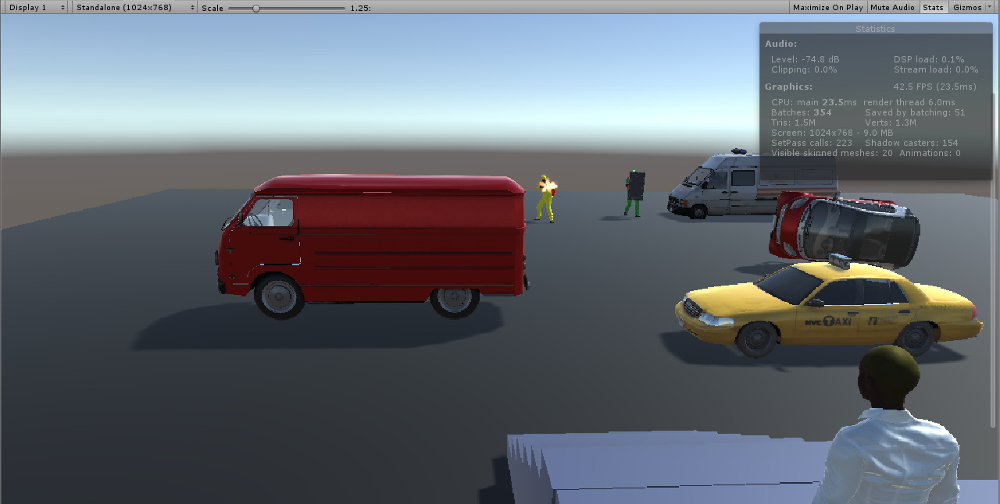 Display 1 Standalone (1024x768) Scale 1.25: Maximize On Play Mute Audio Stats Gizmos
Statistics
Audio:
Level: -74.8 dB DSP load: 0.1%
Clipping: 0.0% Stream load: 0.0%
Graphics: 42.5 FPS (23.5ms)
CPU: main 23.5ms render thread 6.0ms
Batches: 354 Saved by batching: 51
Tris: 1.5M Verts: 1.3M
Screen: 1024x768 - 9.0 MB
SetPass calls: 223 Shadow casters: 154
Visible skinned meshes: 20 Animations: 0
NYC TAXI